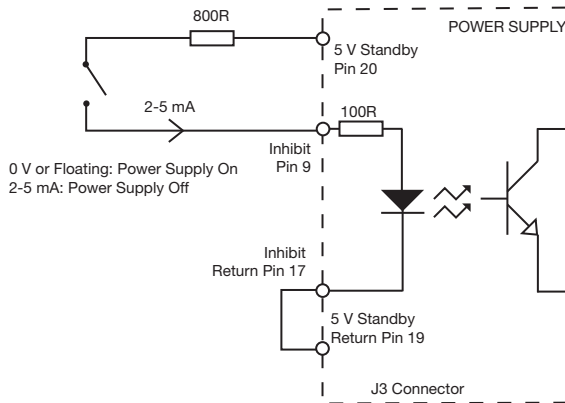 800R
POWER SUPPLY
5 V Standby
Pin 20
2-5 mA
100R
Inhibit
Pin 9
0 V or Floating: Power Supply On
2-5 mA: Power Supply Off
Inhibit
Return Pin 17
5 V Standby
Return Pin 19
J3 Connector